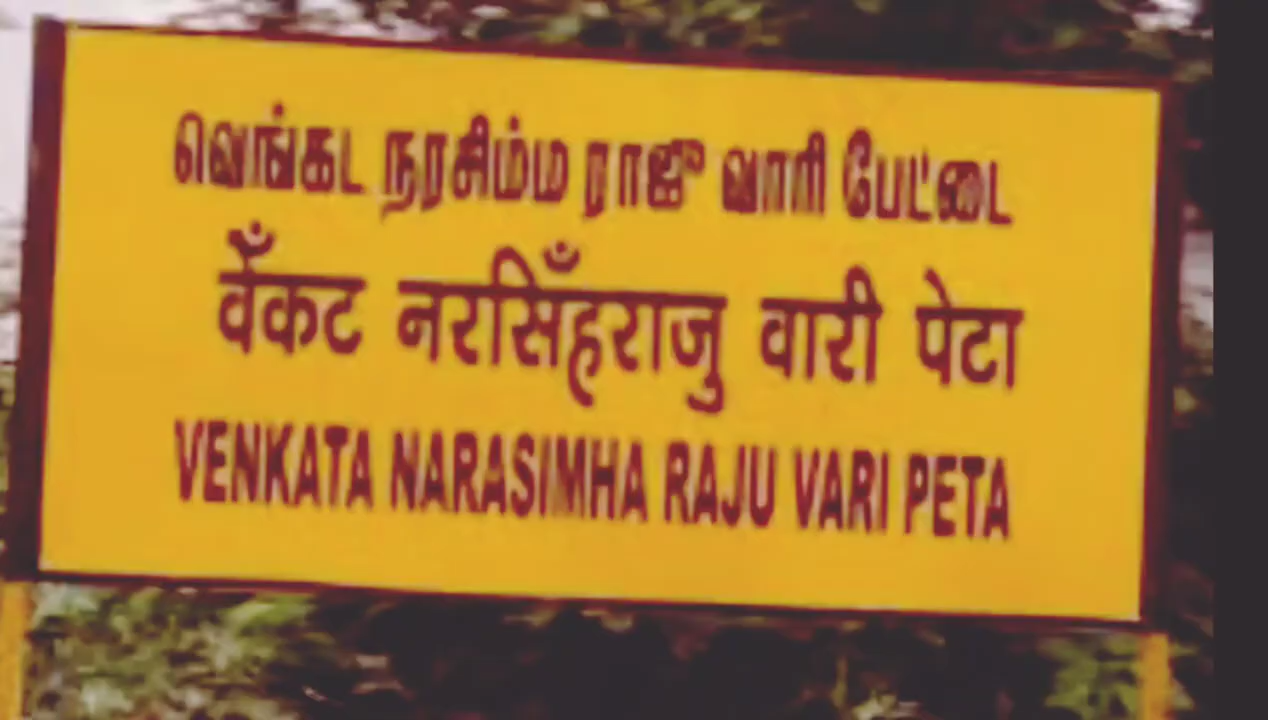 வெங்கட நரசிம்ம ராஜு வாரி பேட்டை
वेँकट नरसिँहराजु वारी पेटा
VENKATA NARASIMHA RAJU VARI PETA